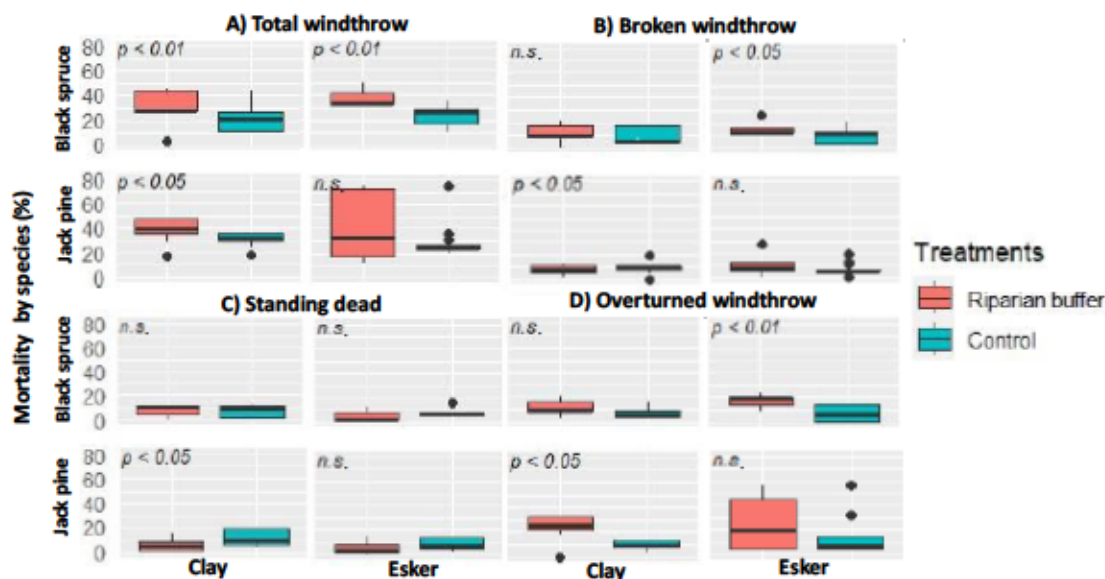 A) Total windthrow
B) Broken windthrow
Mortality by species (%)
Black spruce
80
60
40
20
0
p < 0.01
p < 0.01
n.s.
p < 0.05
Jack pine
80
60
40
20
0
p < 0.05
n.s.
p < 0.05
n.s.
Treatments
Riparian buffer
Control
C) Standing dead
D) Overturned windthrow
Black spruce
80
60
40
20
0
n.s.
n.s.
n.s.
p < 0.01
Jack pine
80
60
40
20
0
p < 0.05
n.s.
p < 0.05
n.s.
Clay
Esker
Clay
Esker